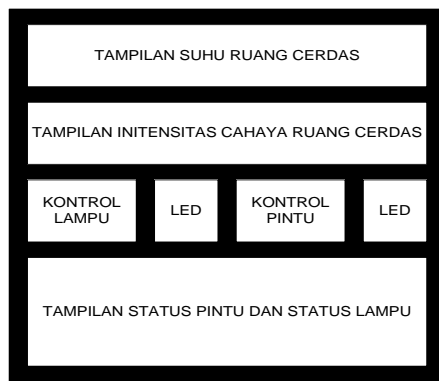 TAMPILAN SUHU RUANG CERDAS
TAMPILAN INITENSITAS CAHAYA RUANG CERDAS
KONTROL
LAMPU
LED
KONTROL
PINTU
LED
TAMPILAN STATUS PINTU DAN STATUS LAMPU